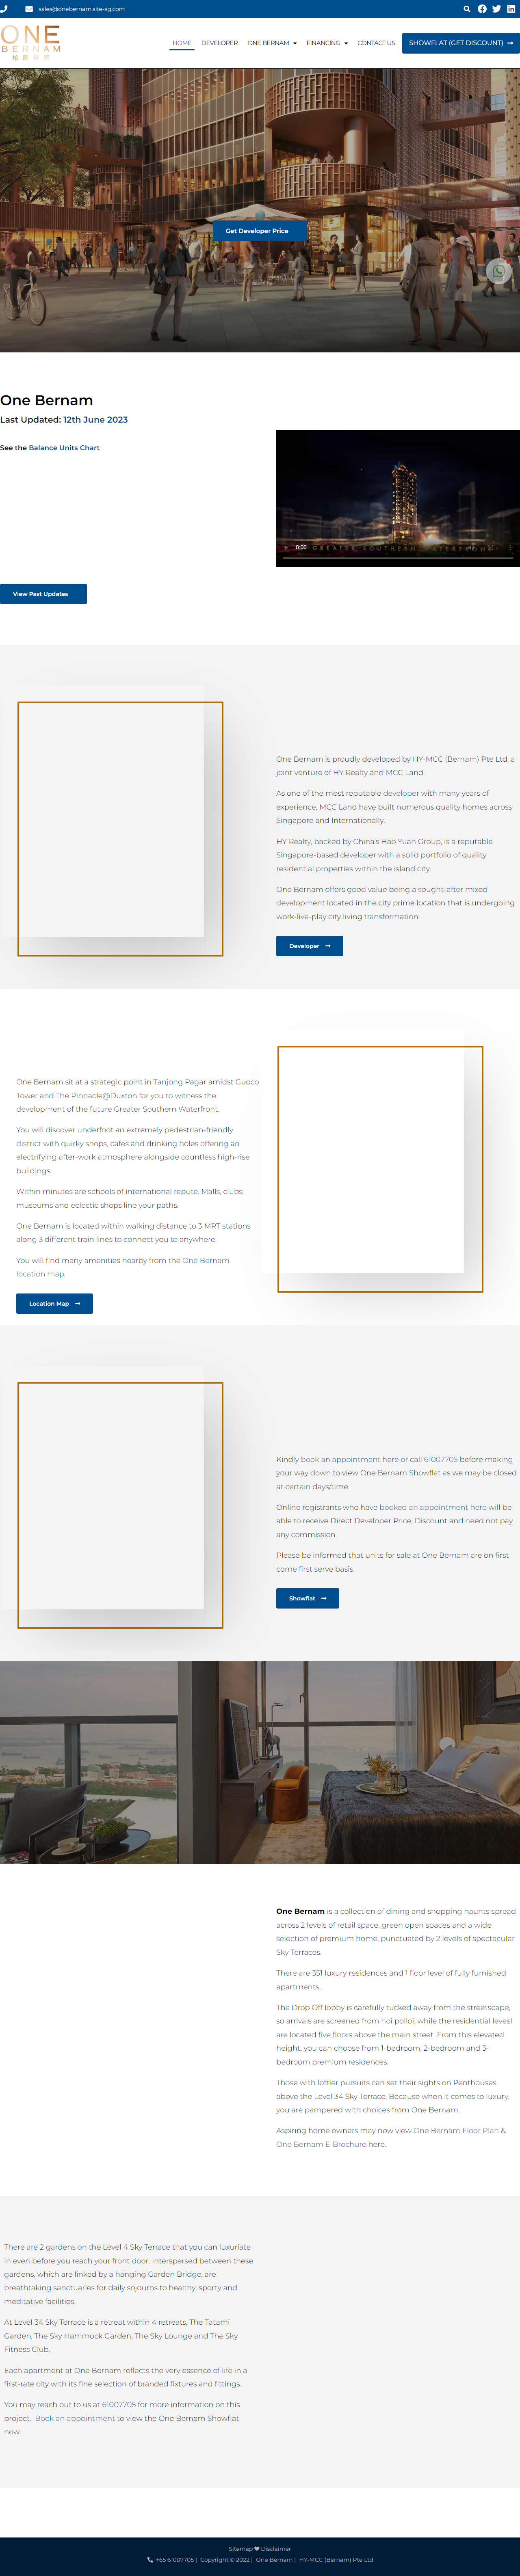 sales@onebernam.site-sg.com
ONE
BERNAM
HOME
DEVELOPER
ONE BERNAM
FINANCING
CONTACT US
SHOWFLAT (GET DISCOUNT)
Get Developer Price
One Bernam
Last Updated: 12th June 2023
See the Balance Units Chart
0:00
GREATER SOUTHERN WATERFRONT
View Past Updates
One Bernam is proudly developed by HY-MCC (Bernam) Pte Ltd, a
joint venture of HY Realty and MCC Land.
As one of the most reputable developer with many years of
experience, MCC Land have built numerous quality homes across
Singapore and Internationally.
HY Realty, backed by China's Hao Yuan Group, is a reputable
Singapore-based developer with a solid portfolio of quality
residential properties within the island city.
One Bernam offers good value being a sought-after mixed
development located in the city prime location that is undergoing
work-live-play city living transformation.
Developer
One Bernam sit at a strategic point in Tanjong Pagar amidst Guoco
Tower and The Pinnacle@Duxton for you to witness the
development of the future Greater Southern Waterfront.
You will discover underfoot an extremely pedestrian-friendly
district with quirky shops, cafes and drinking holes offering an
electrifying after-work atmosphere alongside countless high-rise
buildings.
Within minutes are schools of international repute. Malls, clubs,
museums and eclectic shops line your paths.
One Bernam is located within walking distance to 3 MRT stations
along 3 different train lines to connect you to anywhere.
You will find many amenities nearby from the One Bernam
location map.
Location Map
Kindly book an appointment here or call 61007705 before making
your way down to view One Bernam Showflat as we may be closed
at certain days/time.
Online registrants who have booked an appointment here will be
able to receive Direct Developer Price, Discount and need not pay
any commission.
Please be informed that units for sale at One Bernam are on first
come first serve basis.
Showflat
One Bernam is a collection of dining and shopping haunts spread
across 2 levels of retail space, green open spaces and a wide
selection of premium home, punctuated by 2 levels of spectacular
Sky Terraces.
There are 351 luxury residences and 1 floor level of fully furnished
apartments.
The Drop Off lobby is carefully tucked away from the streetscape,
so arrivals are screened from hoi polloi, while the residential levesl
are located five floors above the main street. From this elevated
height, you can choose from 1-bedroom, 2-bedroom and 3-
bedroom premium residences.
Those with loftier pursuits can set their sights on Penthouses
above the Level 34 Sky Terrace. Because when it comes to luxury,
you are pampered with choices from One Bernam.
Aspiring home owners may now view One Bernam Floor Plan &
One Bernam E-Brochure here.
There are 2 gardens on the Level 4 Sky Terrace that you can luxuriate
in even before you reach your front door. Interspersed between these
gardens, which are linked by a hanging Garden Bridge, are
breathtaking sanctuaries for daily sojourns to healthy, sporty and
meditative facilities.
At Level 34 Sky Terrace is a retreat within 4 retreats, The Tatami
Garden, The Sky Hammock Garden, The Sky Lounge and The Sky
Fitness Club.
Each apartment at One Bernam reflects the very essence of life in a
first-rate city with its fine selection of branded fixtures and fittings.
You may reach out to us at 61007705 for more information on this
project. Book an appointment to view the One Bernam Showflat
now.
Sitemap ♥ Disclaimer
+65 61007705 | Copyright © 2022 | One Bernam | HY-MCC (Bernam) Pte Ltd